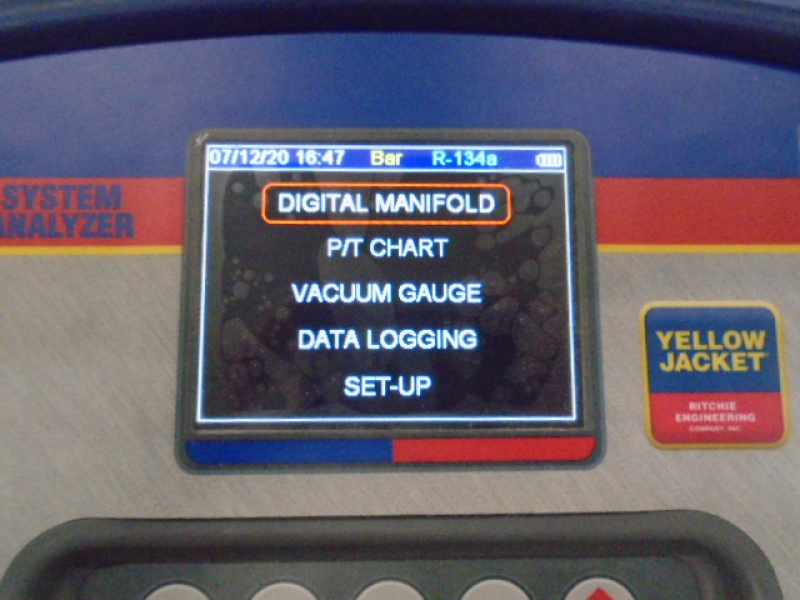 07/12/20 16:47 Bar R-134a
DIGITAL MANIFOLD
P/T CHART
VACUUM GAUGE
DATA LOGGING
SET-UP
SYSTEM
ANALYZER
YELLOW
JACKET
RITCHIE
ENGINEERING
COMPANY, INC.